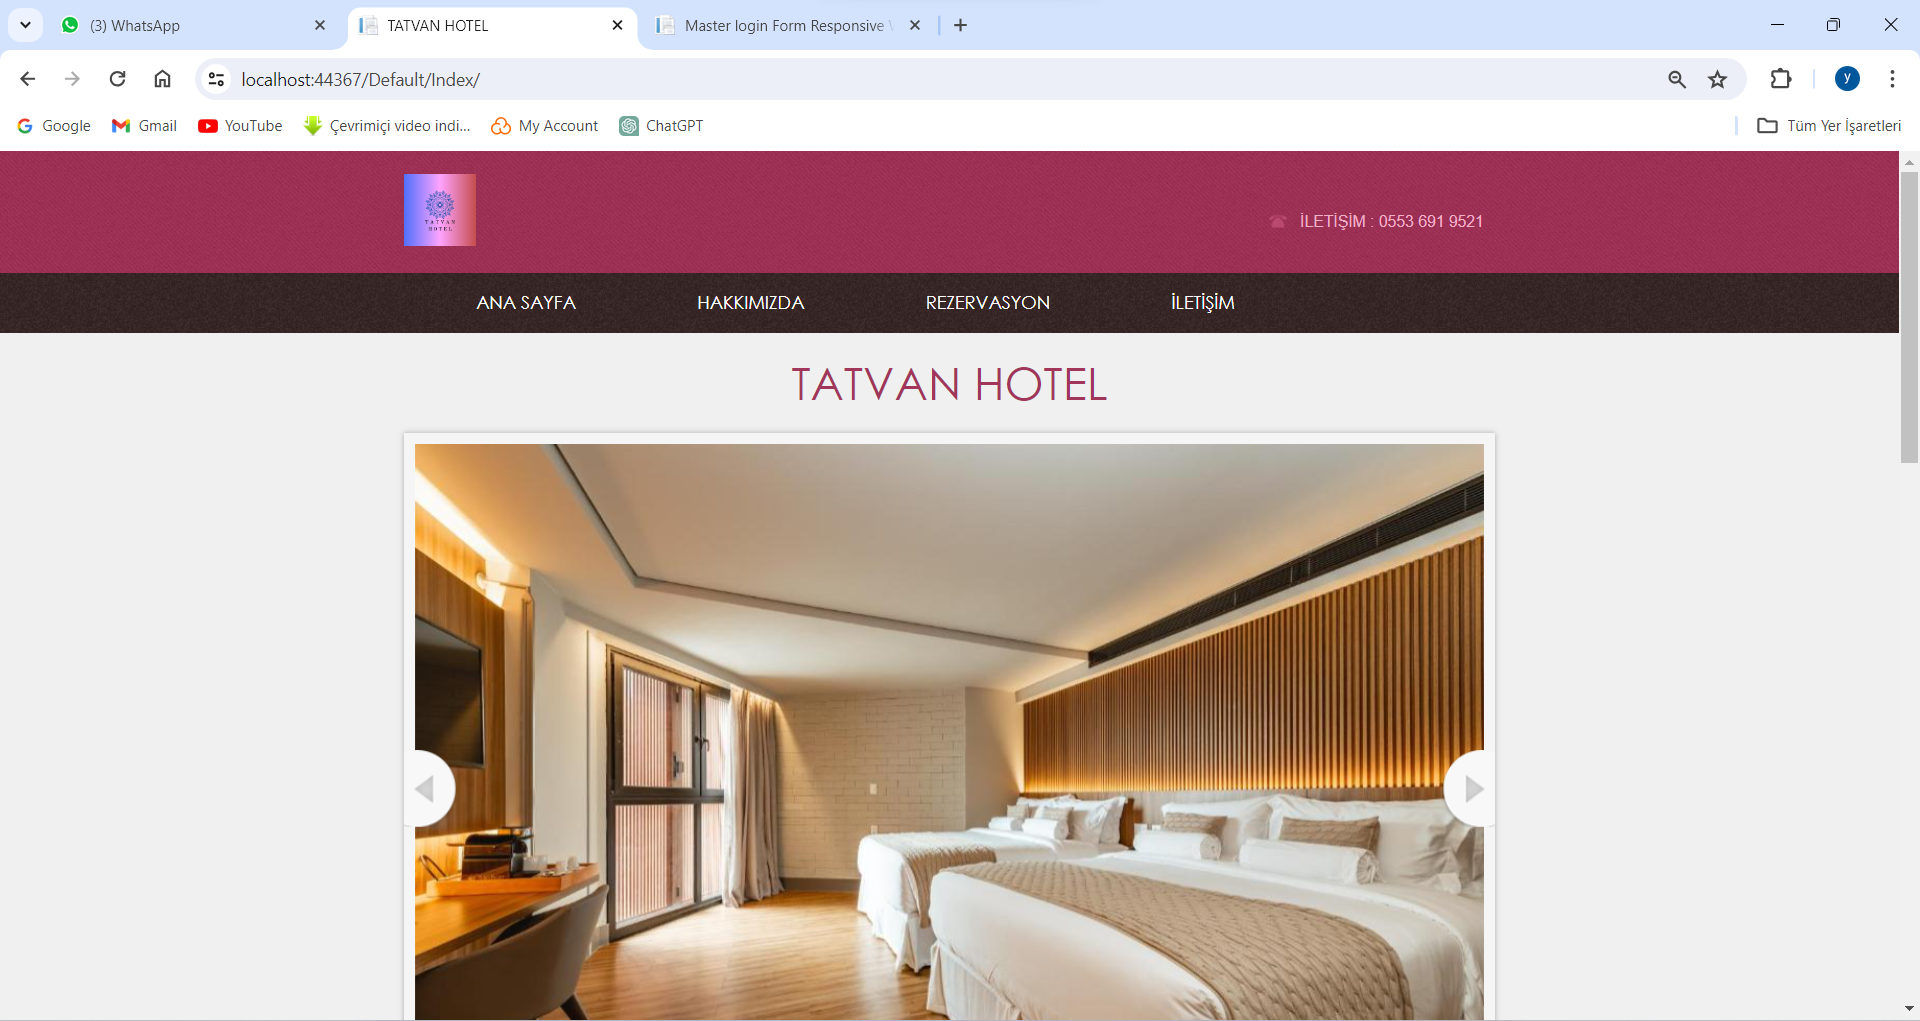 (3) WhatsApp
TATVAN HOTEL
Master login Form Responsive
localhost:44367/Default/Index/
y
Google
Gmail
YouTube
Çevrimiçi video indi...
My Account
ChatGPT
Tüm Yer İşaretleri
TATVAN
HOTEL
İLETİŞİM : 0553 691 9521
ANA SAYFA
HAKKIMIZDA
REZERVASYON
İLETİŞİM
TATVAN HOTEL